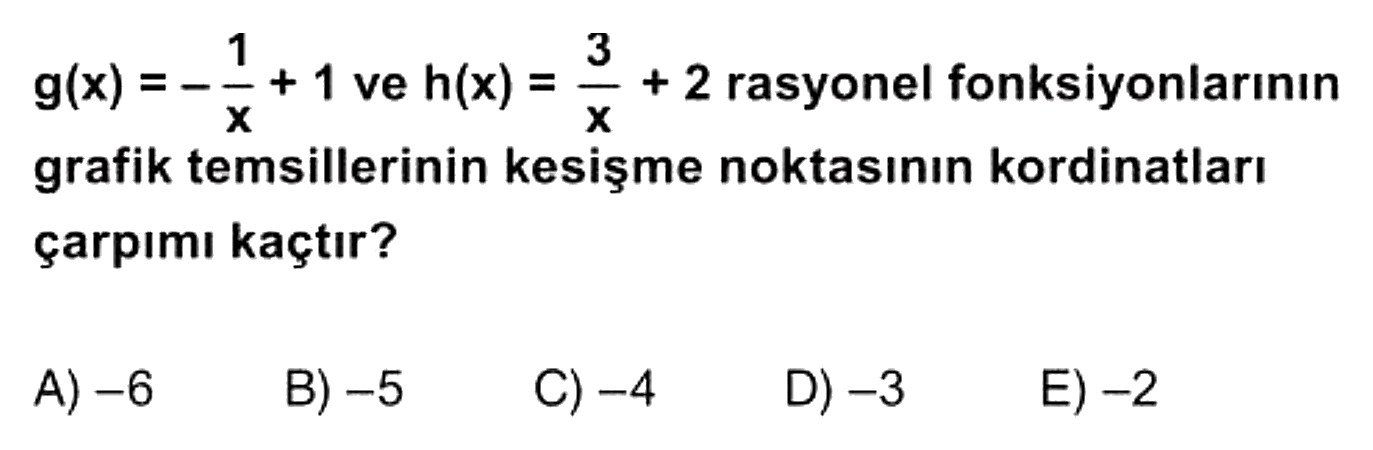 g(x) = -1/x + 1 ve h(x) = 3/x + 2 rasyonel fonksiyonlarının
grafik temsillerinin kesişme noktasının kordinatları
çarpımı kaçtır?
A) –6 B) –5 C) –4 D) –3 E) –2